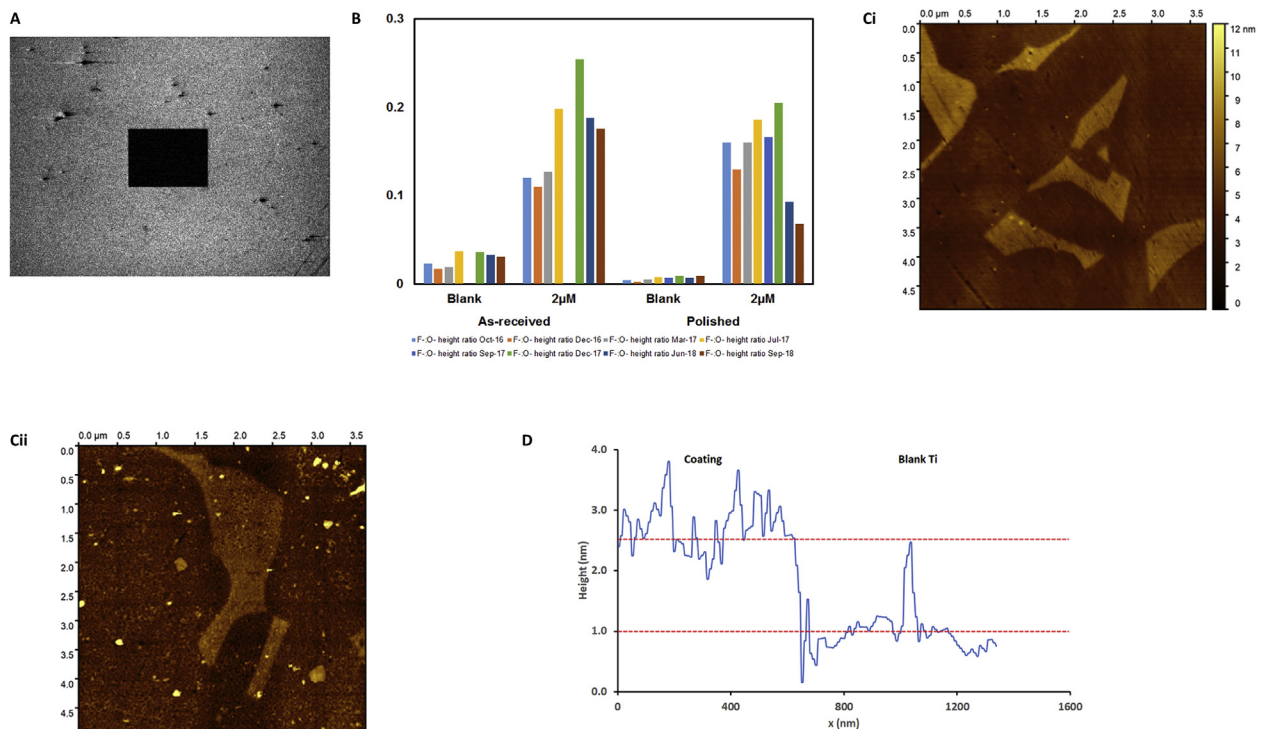 A
B
0.3
0.2
0.1
0
Blank
2µM
Blank
2µM
As-received
Polished
F-:O- height ratio Oct-16 F-:O- height ratio Dec-16 F-:O- height ratio Mar-17 F-:O- height ratio Jul-17
F-:O- height ratio Sep-17 F-:O- height ratio Dec-17 F-:O- height ratio Jun-18 F-:O- height ratio Sep-18
Ci
0.0 µm 0.5 1.0 1.5 2.0 2.5 3.0 3.5
0.0
0.5
1.0
1.5
2.0
2.5
3.0
3.5
4.0
4.5
12 nm
11
10
9
8
7
6
5
4
3
2
0
Cii
0.0 µm 0.5 1.0 1.5 2.0 2.5 3.0 3.5
0.0
0.5
1.0
1.5
2.0
2.5
3.0
3.5
4.0
4.5
D
4.0
3.0
2.0
1.0
0.0
Height (nm)
Coating
Blank Ti
0 400 800 1200 1600
x (nm)